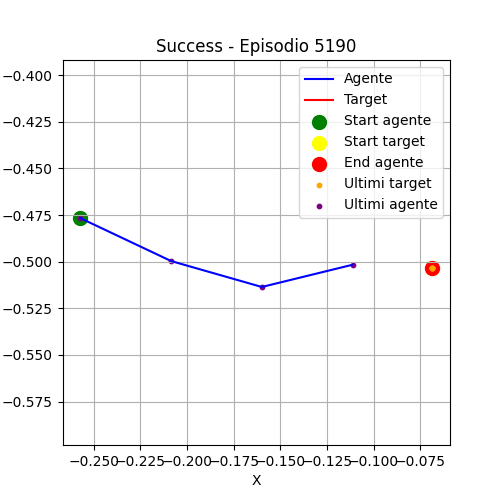 Success - Episodio 5190
Agente
Target
Start agente
Start target
End agente
Ultimi target
Ultimi agente
−0.400
−0.425
−0.450
−0.475
−0.500
−0.525
−0.550
−0.575
−0.250 −0.225 −0.200 −0.175 −0.150 −0.125 −0.100 −0.075
X